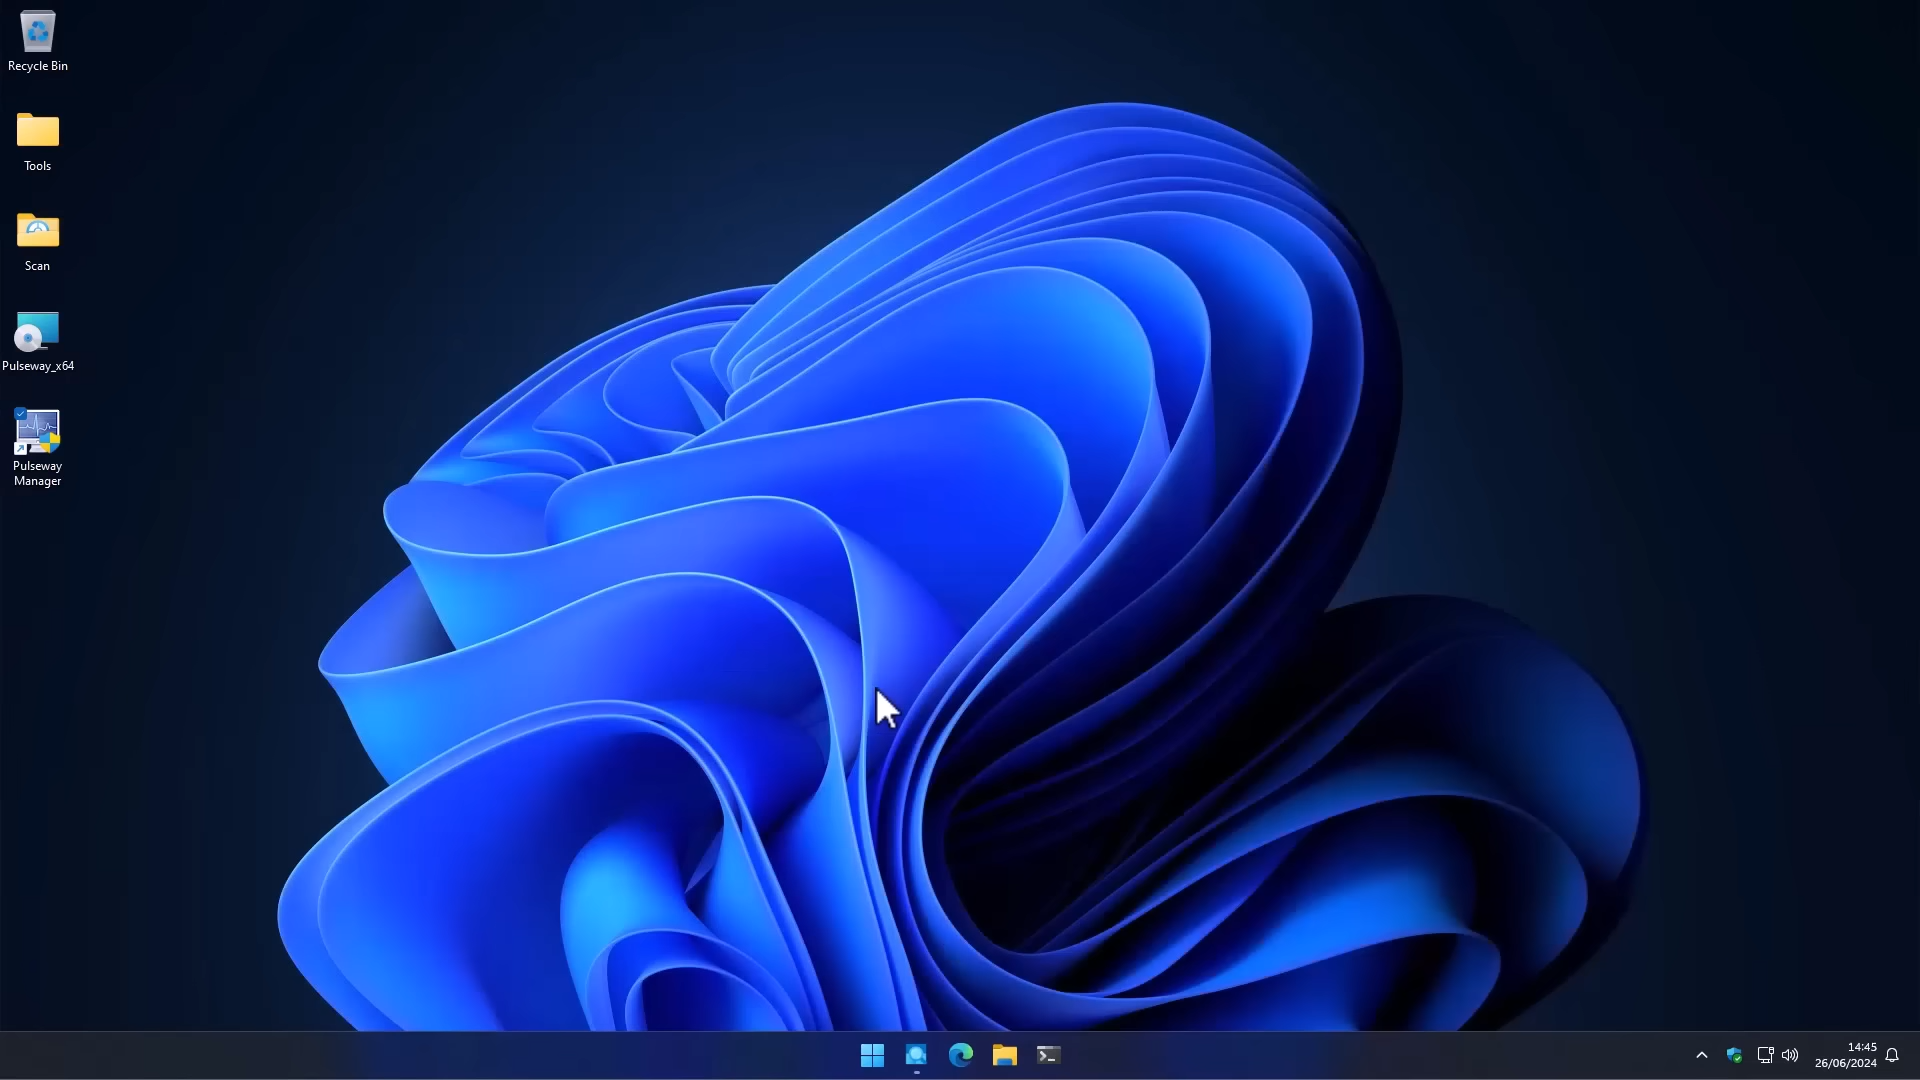 Recycle Bin
Tools
Scan
Pulseway_x64
Pulseway
Manager
14:45
26/06/2024